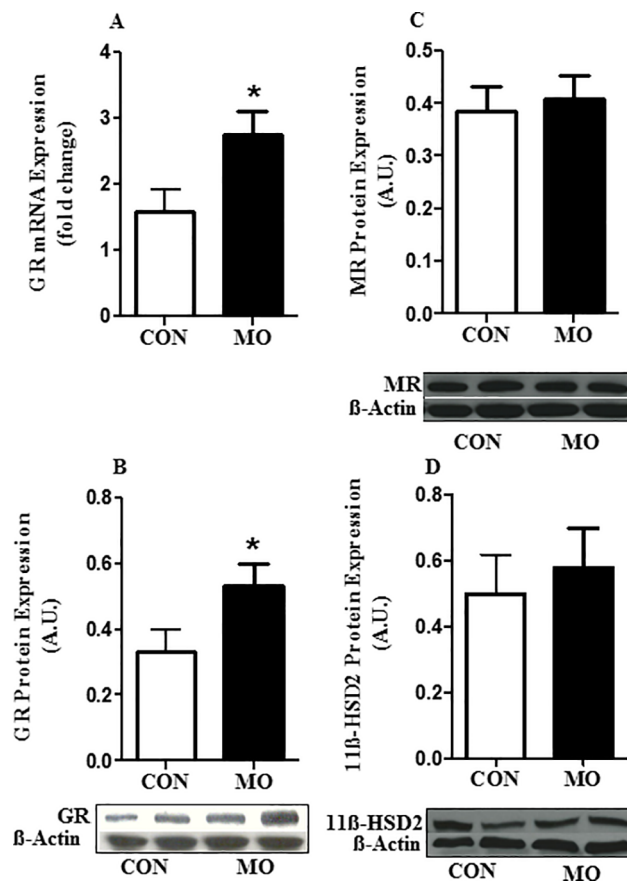 A
GR mRNA Expression
(fold change)
4
3
2
1
0
*
CON MO
C
MR Protein Expression
(A.U.)
0.5
0.4
0.3
0.2
0.1
0.0
CON MO
MR
ß-Actin
CON MO
B
GR Protein Expression
(A.U.)
0.8
0.6
0.4
0.2
0.0
*
CON MO
GR
ß-Actin
CON MO
D
11ß-HSD2 Protein Expression
(A.U.)
0.8
0.6
0.4
0.2
0.0
CON MO
11ß-HSD2
ß-Actin
CON MO